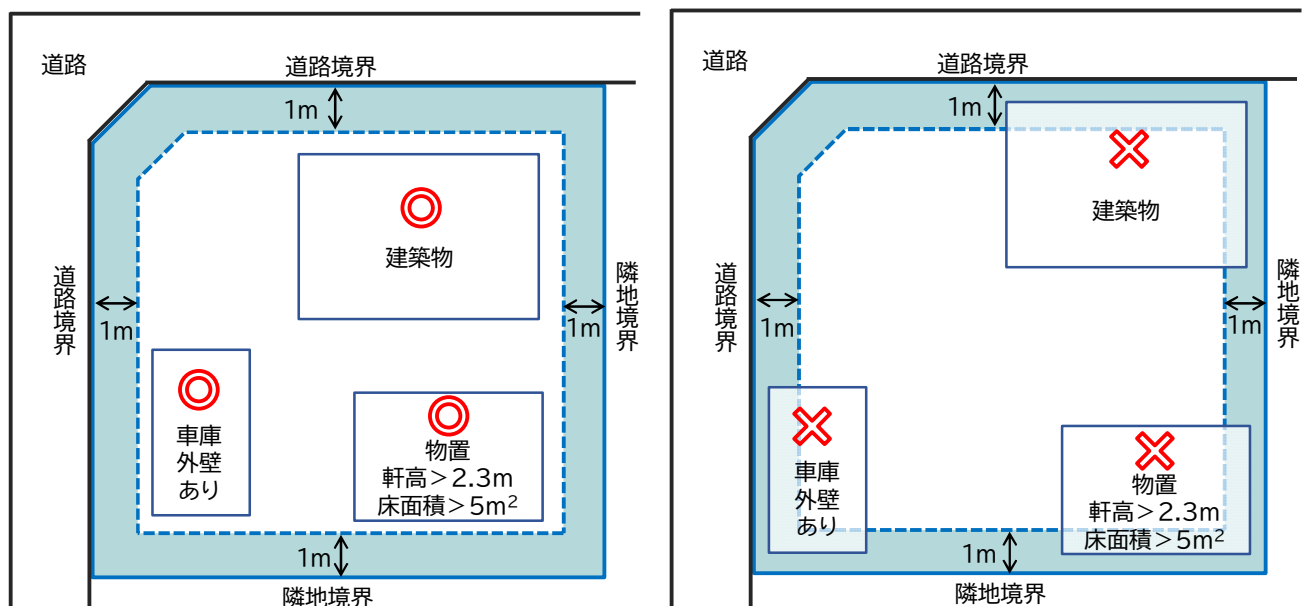 道路
道路境界
1m
建築物
道路境界
1m
隣地境界
1m
車庫
外壁
あり
物置
軒高＞2.3m
床面積＞5m²
1m
隣地境界
道路
道路境界
1m
建築物
道路境界
1m
隣地境界
1m
車庫
外壁
あり
物置
軒高＞2.3m
床面積＞5m²
1m
隣地境界